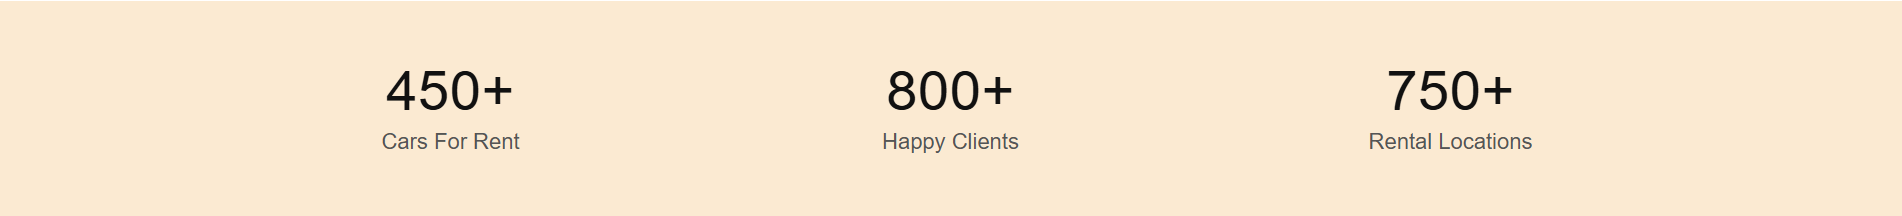 450+ 800+ 750+
Cars For Rent Happy Clients Rental Locations